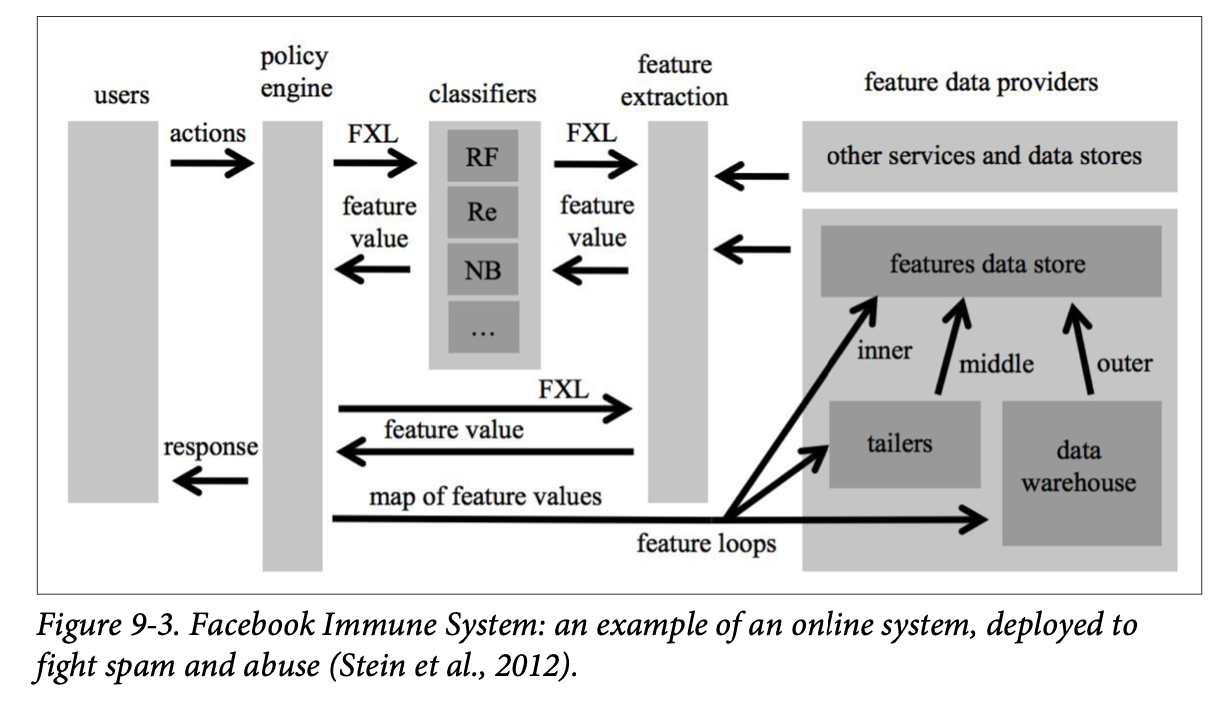 users
policy
engine
classifiers
feature
extraction
feature data providers
actions
FXL
FXL
RF
Re
NB
...
feature
value
feature
value
other services and data stores
features data store
inner
middle
outer
tailers
data
warehouse
FXL
feature value
response
map of feature values
feature loops
Figure 9-3. Facebook Immune System: an example of an online system, deployed to
fight spam and abuse (Stein et al., 2012).